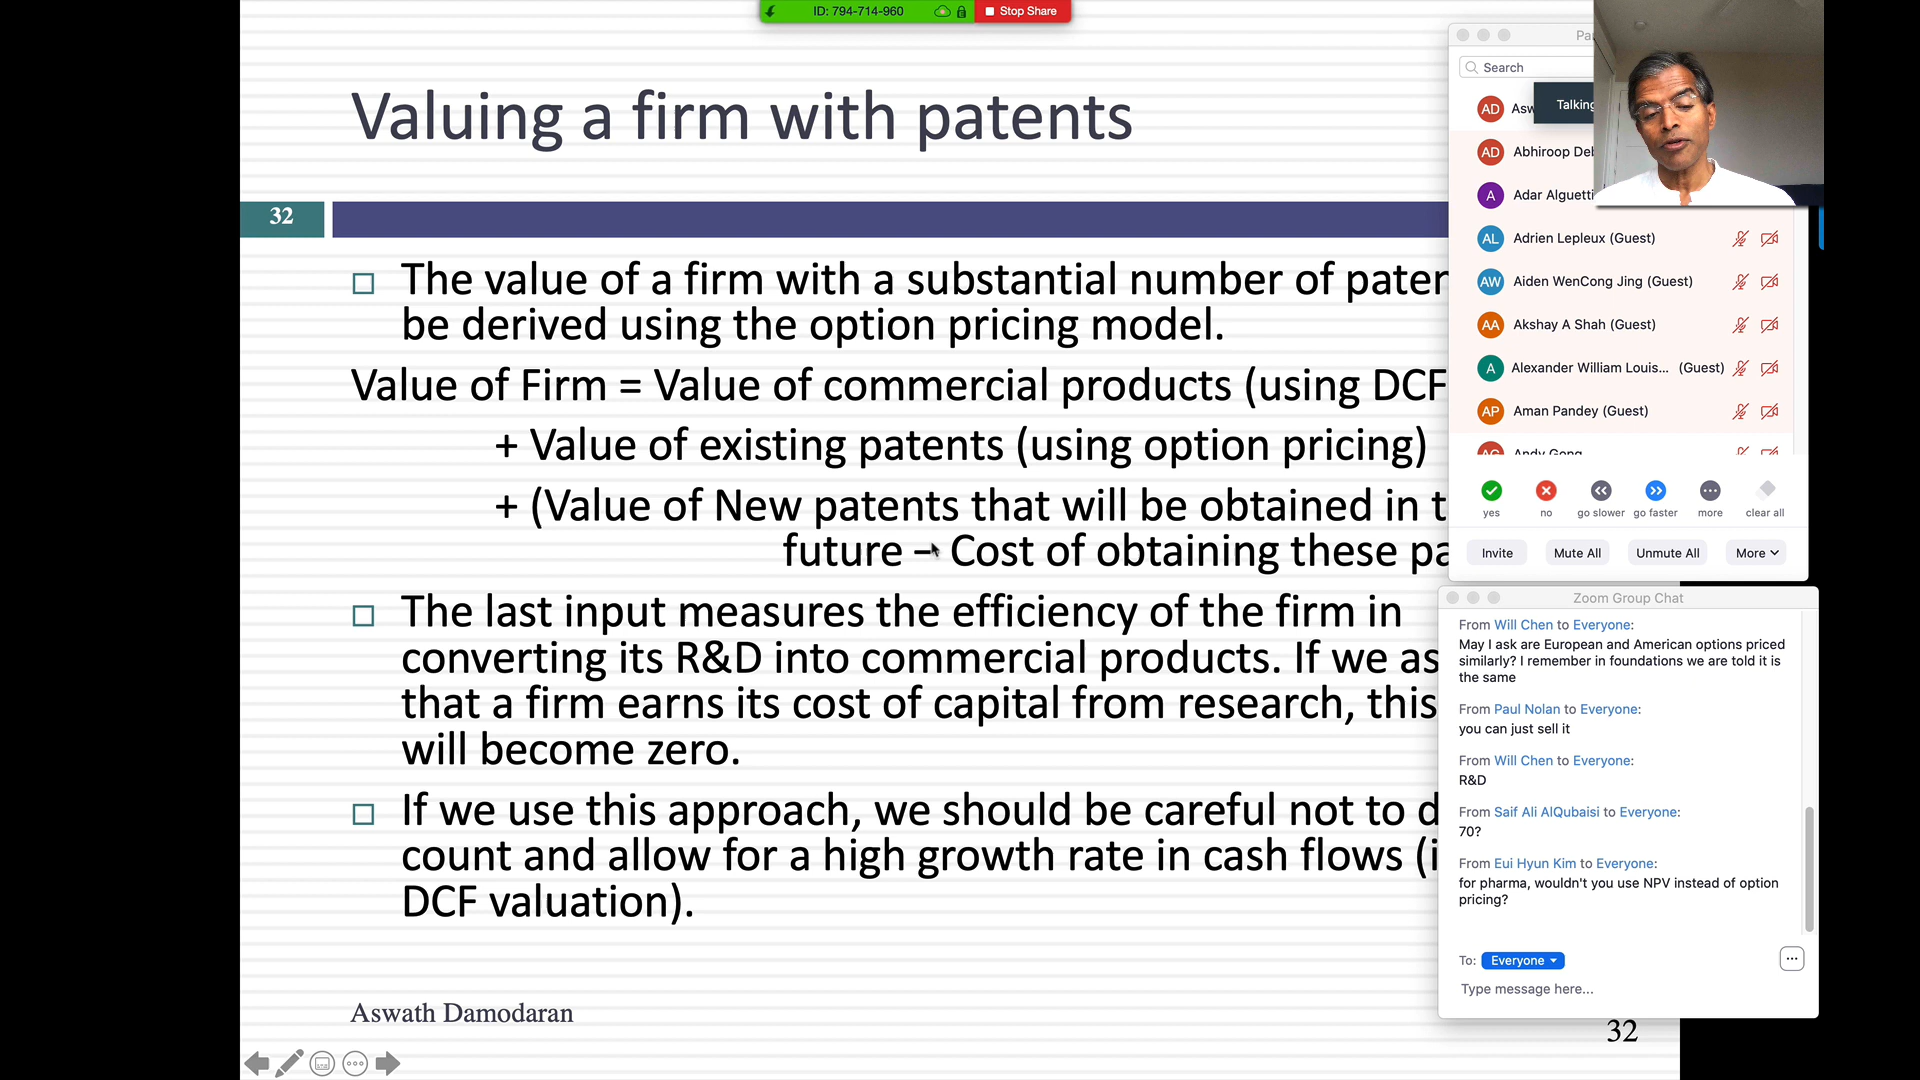 ID: 794-714-960
Stop Share
Valuing a firm with patents
32
The value of a firm with a substantial number of
be derived using the option pricing model.
Value of Firm = Value of commercial products (using DCF
+ Value of existing patents (using option pricing)
+ (Value of New patents that will be obtained in
future – Cost of obtaining these
The last input measures the efficiency of the firm in
converting its R&D into commercial products. If we
that a firm earns its cost of capital from research, this
will become zero.
If we use this approach, we should be careful not to
count and allow for a high growth rate in cash flows
DCF valuation).
Aswath Damodaran
32
Search
Talking
AD
AD Abhiroop
A Adar
AL Adrien Lepleux (Guest)
AW Aiden WenCong Jing (Guest)
AA Akshay A Shah (Guest)
A Alexander William Louis... (Guest)
AP Aman Pandey (Guest)
yes
no
go slower
go faster
more
clear all
Invite
Mute All
Unmute All
More
Zoom Group Chat
From Will Chen to Everyone:
May I ask are European and American options priced
similarly? I remember in foundations we are told it is
the same
From Paul Nolan to Everyone:
you can just sell it
From Will Chen to Everyone:
R&D
From Saif Ali AlQubaisi to Everyone:
70?
From Eui Hyun Kim to Everyone:
for pharma, wouldn't you use NPV instead of option
pricing?
To: Everyone
Type message here...